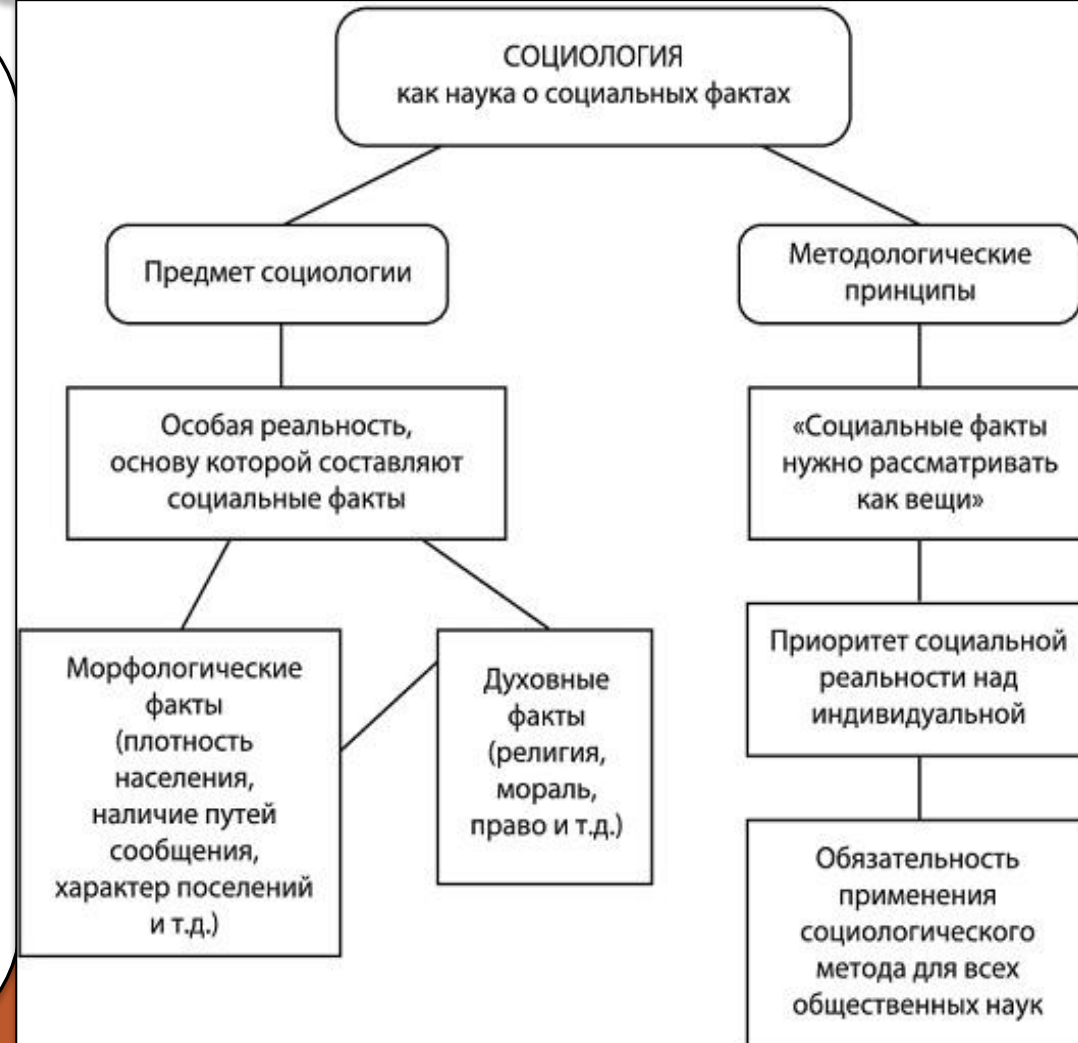 СОЦИОЛОГИЯ
как наука о социальных фактах
Предмет социологии
Методологические
принципы
Особая реальность,
основу которой составляют
социальные факты
«Социальные факты
нужно рассматривать
как вещи»
Морфологические
факты
(плотность
населения,
наличие путей
сообщения,
характер поселений
и т.д.)
Духовные
факты
(религия,
мораль,
право и т.д.)
Приоритет социальной
реальности над
индивидуальной
Обязательность
применения
социологического
метода для всех
общественных наук